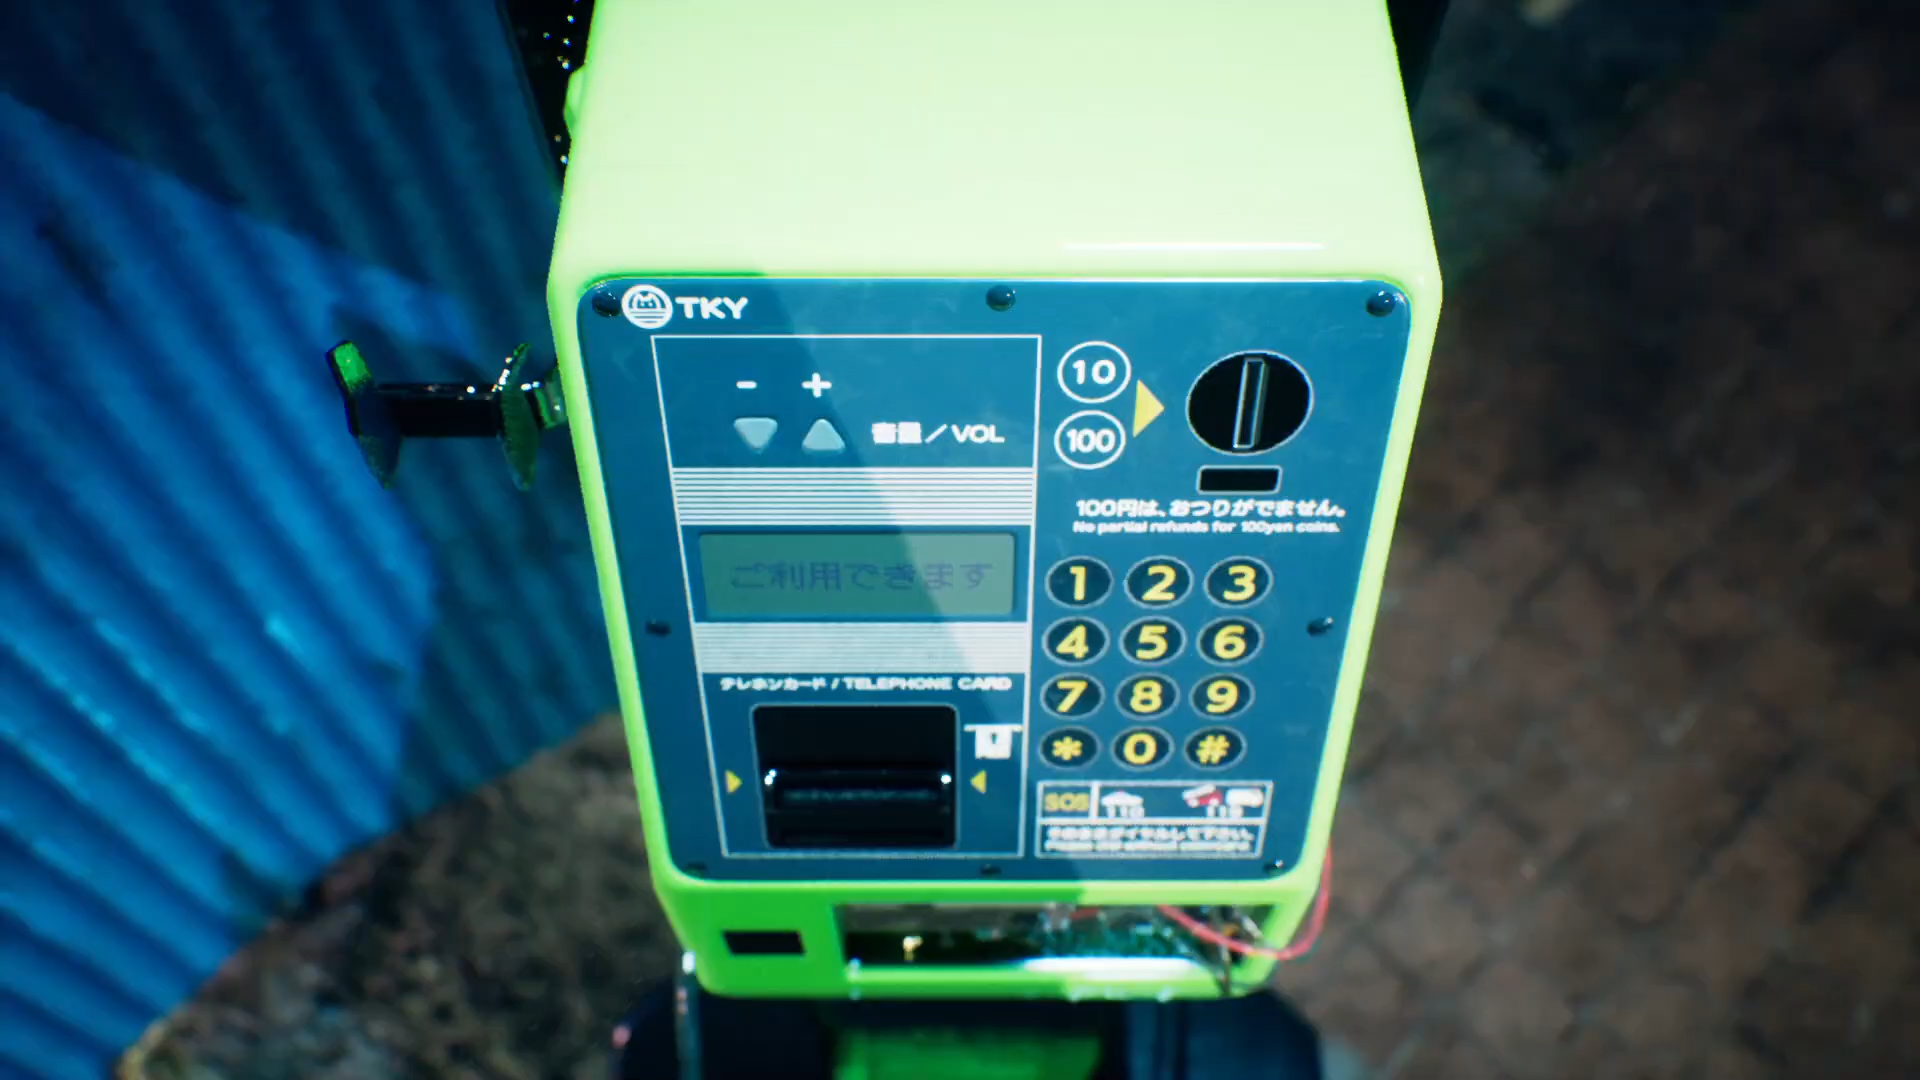 TKY
- +
音量/VOL
10
100
100円は、おつりがでません。
No partial refunds for 100yen coins.
ご利用できます
テレホンカード / TELEPHONE CARD
1 2 3
4 5 6
7 8 9
* 0 #
SOS 110 119